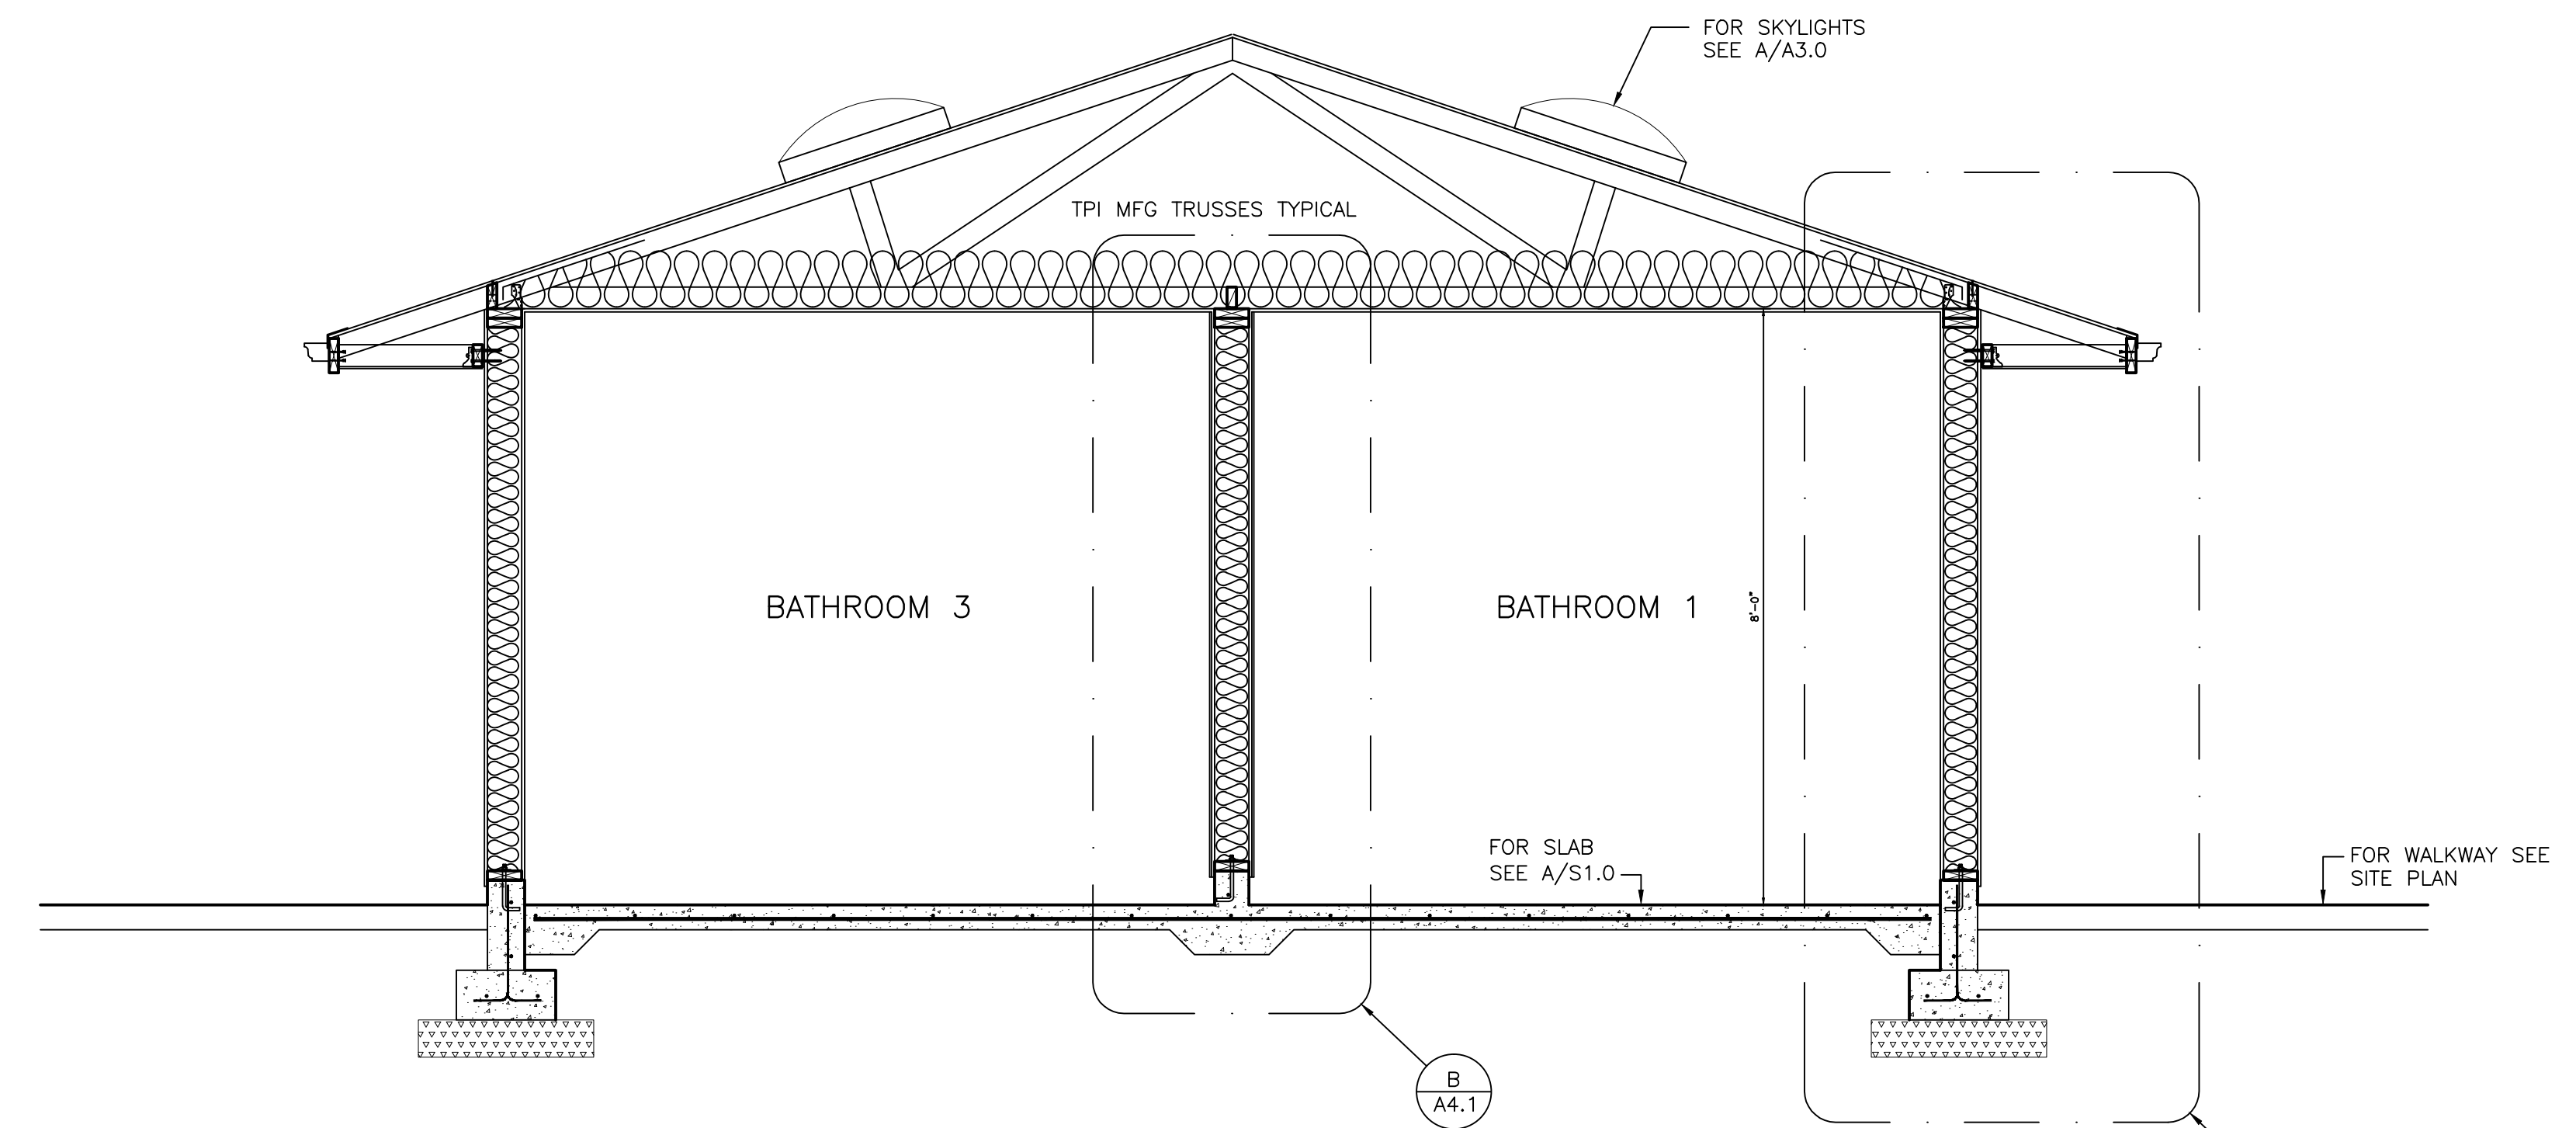 FOR SKYLIGHTS
SEE A/A3.0
TPI MFG TRUSSES TYPICAL
BATHROOM 3
BATHROOM 1
8'-0"
FOR SLAB
SEE A/S1.0
FOR WALKWAY SEE
SITE PLAN
B
A4.1